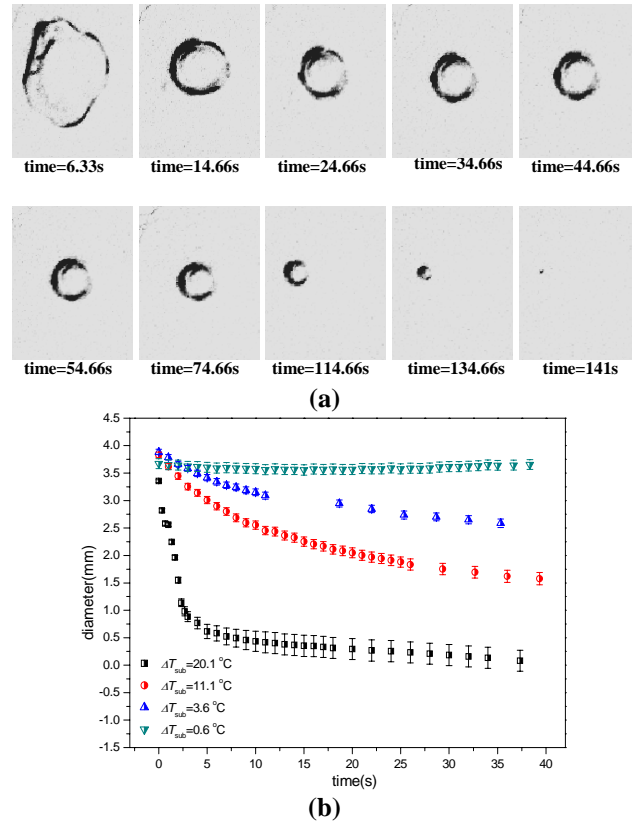 time=6.33s time=14.66s time=24.66s time=34.66s time=44.66s
time=54.66s time=74.66s time=114.66s time=134.66s time=141s
(a)
4.5
4.0
3.5
3.0
2.5
2.0
1.5
1.0
0.5
0.0
-0.5
-1.0
-1.5
diameter(mm)
ΔTsub=20.1 °C
ΔTsub=11.1 °C
ΔTsub=3.6 °C
ΔTsub=0.6 °C
0 5 10 15 20 25 30 35 40
time(s)
(b)